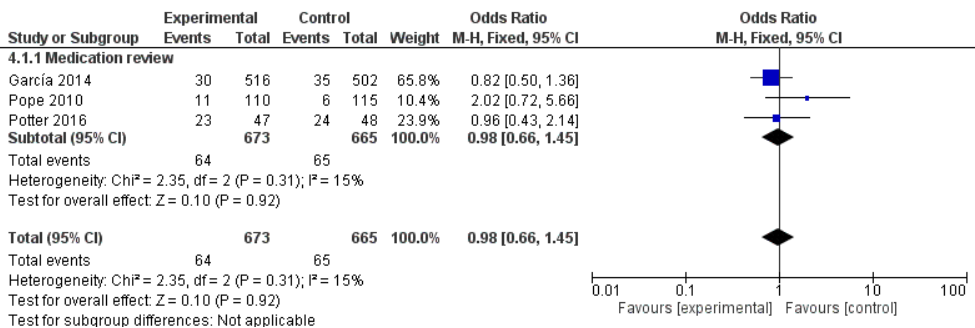 Experimental Control Odds Ratio Odds Ratio
Study or Subgroup Events Total Events Total Weight M-H, Fixed, 95% CI M-H, Fixed, 95% CI
4.1.1 Medication review
García 2014 30 516 35 502 65.8% 0.82 [0.50, 1.36]
Pope 2010 11 110 6 115 10.4% 2.02 [0.72, 5.66]
Potter 2016 23 47 24 48 23.9% 0.96 [0.43, 2.14]
Subtotal (95% CI) 673 665 100.0% 0.98 [0.66, 1.45]
Total events 64 65
Heterogeneity: Chi² = 2.35, df = 2 (P = 0.31); I² = 15%
Test for overall effect: Z = 0.10 (P = 0.92)
Total (95% CI) 673 665 100.0% 0.98 [0.66, 1.45]
Total events 64 65
Heterogeneity: Chi² = 2.35, df = 2 (P = 0.31); I² = 15%
Test for overall effect: Z = 0.10 (P = 0.92)
Test for subgroup differences: Not applicable
0.01 0.1 1 10 100
Favours [experimental] Favours [control]